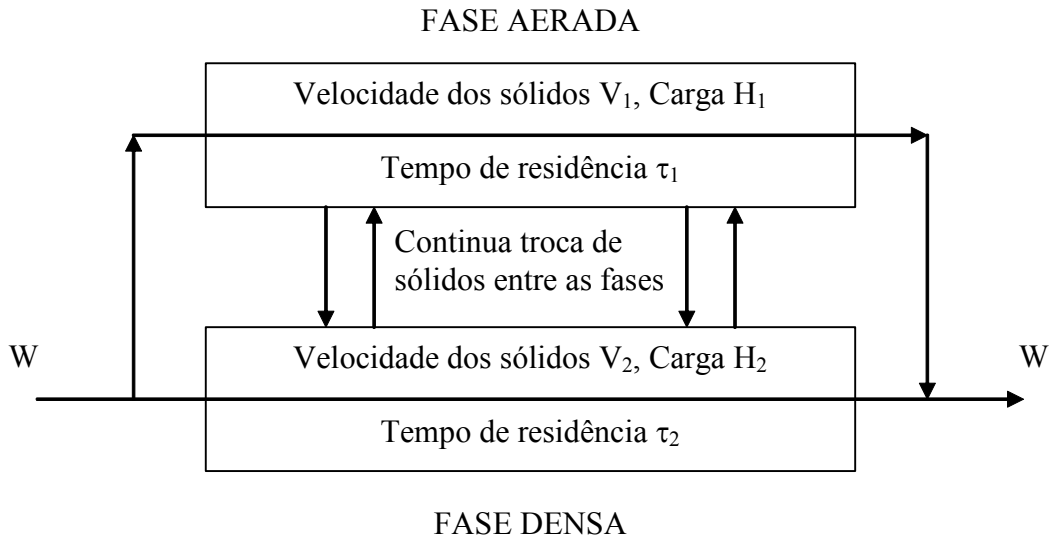 FASE AERADA
Velocidade dos sólidos V₁, Carga H₁
Tempo de residência τ₁
Continua troca de
sólidos entre as fases
W
W
Velocidade dos sólidos V₂, Carga H₂
Tempo de residência τ₂
FASE DENSA